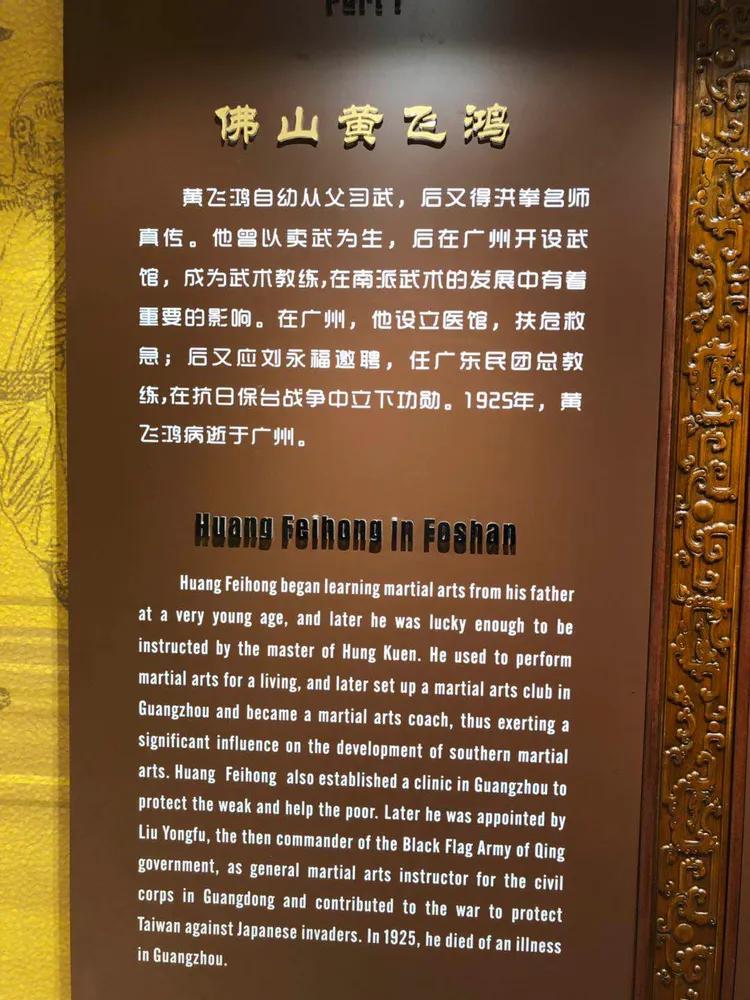 Part 1
佛山黄飞鸿
黄飞鸿自幼从父习武，后又得洪拳名师
真传。他曾以卖武为生，后在广州开设武
馆，成为武术教练,在南派武术的发展中有着
重要的影响。在广州，他设立医馆，扶危救
急；后又应刘永福邀聘，任广东民团总教
练,在抗日保台战争中立下功勋。1925年，黄
飞鸿病逝于广州。
Huang Feihong in Foshan
Huang Feihong began learning martial arts from his father
at a very young age, and later he was lucky enough to be
instructed by the master of Hung Kuen. He used to perform
martial arts for a living, and later set up a martial arts club in
Guangzhou and became a martial arts coach, thus exerting a
significant influence on the development of southern martial
arts. Huang Feihong also established a clinic in Guangzhou to
protect the weak and help the poor. Later he was appointed by
Liu Yongfu, the then commander of the Black Flag Army of Qing
government, as general martial arts instructor for the civil
corps in Guangdong and contributed to the war to protect
Taiwan against Japanese invaders. In 1925, he died of an illness
in Guangzhou.